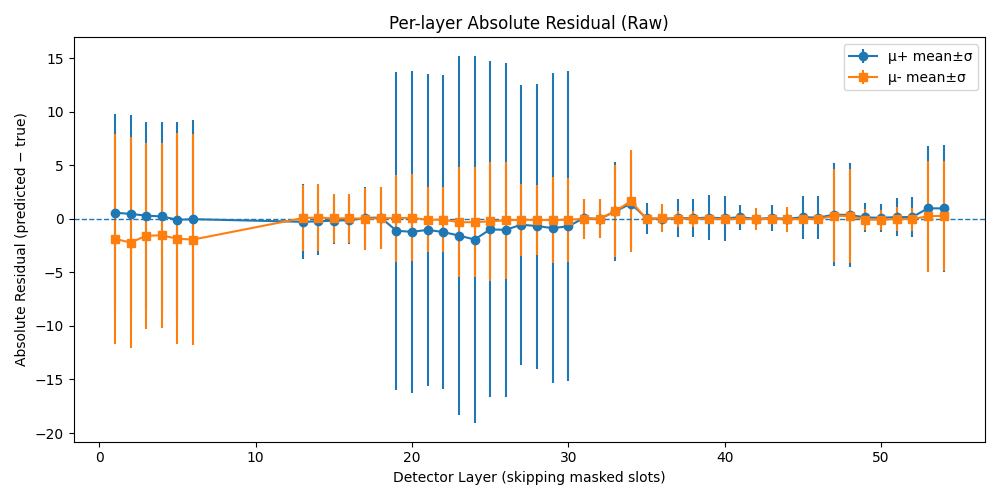 Per-layer Absolute Residual (Raw)
μ+ mean±σ
μ- mean±σ
Absolute Residual (predicted − true)
15
10
5
0
−5
−10
−15
−20
0 10 20 30 40 50
Detector Layer (skipping masked slots)